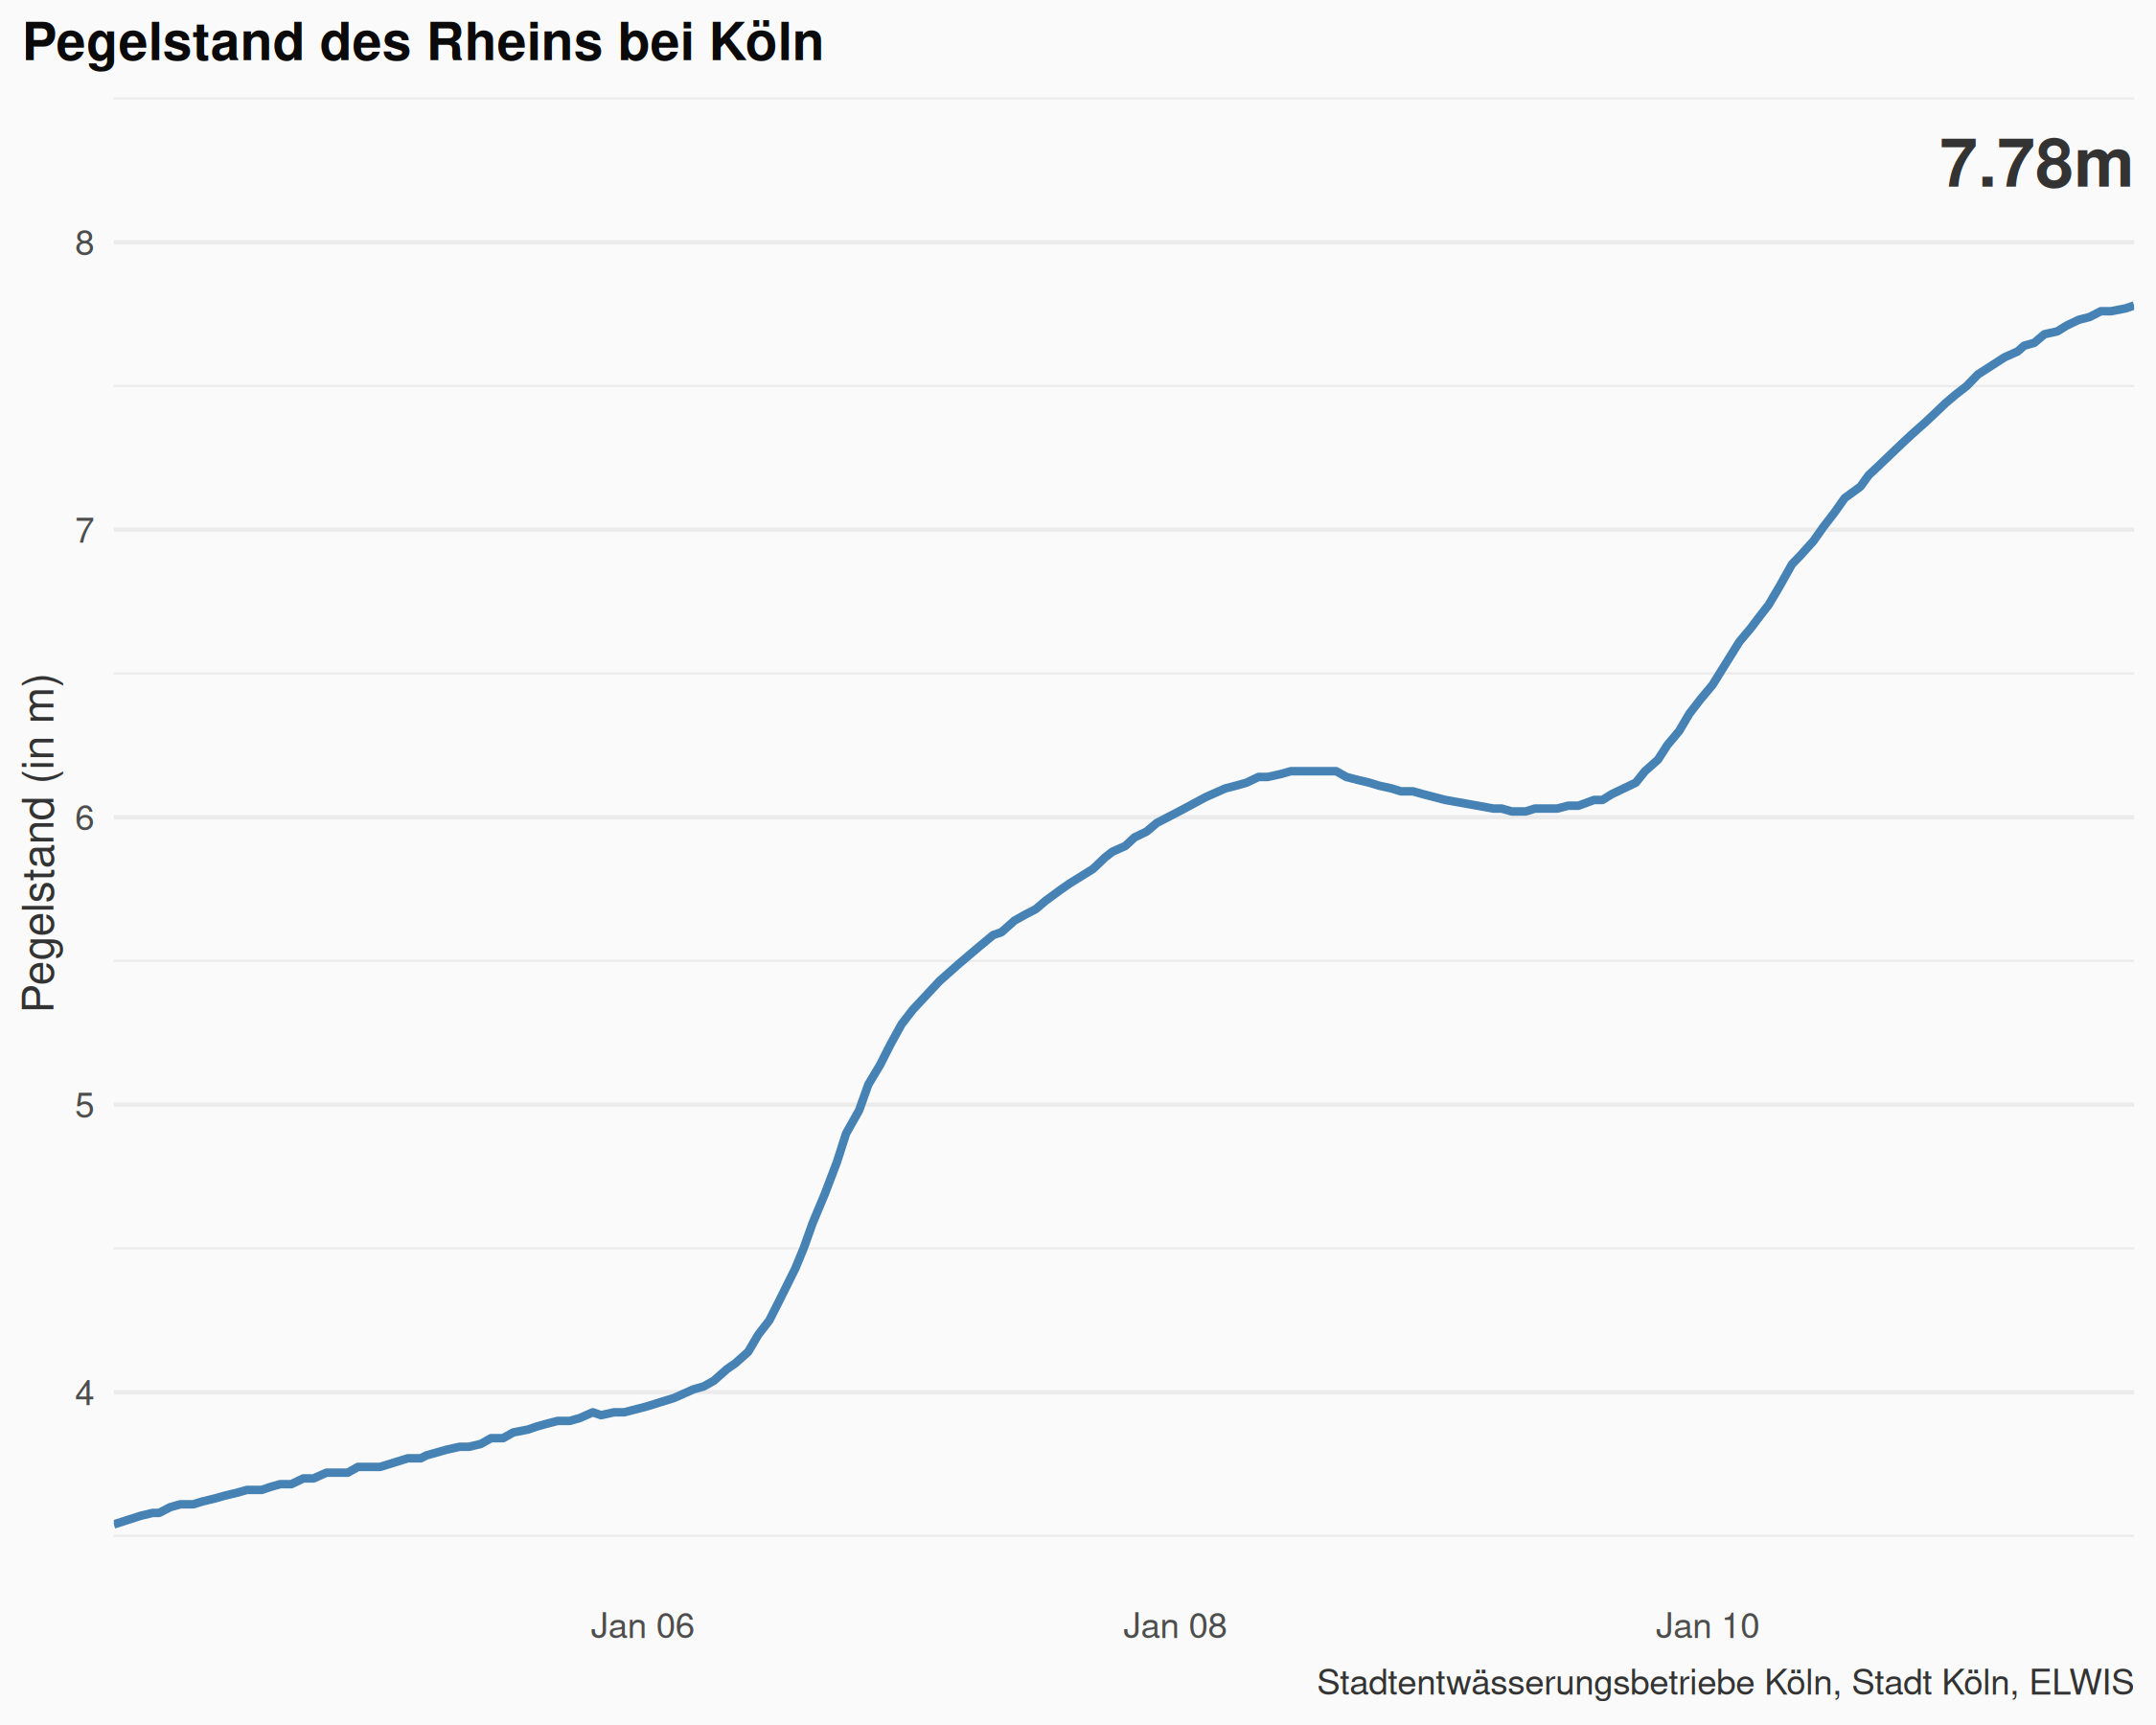 Pegelstand des Rheins bei Köln
7.78m
8
7
6
5
4
Pegelstand (in m)
Jan 06
Jan 08
Jan 10
Stadtentwässerungsbetriebe Köln, Stadt Köln, ELWIS